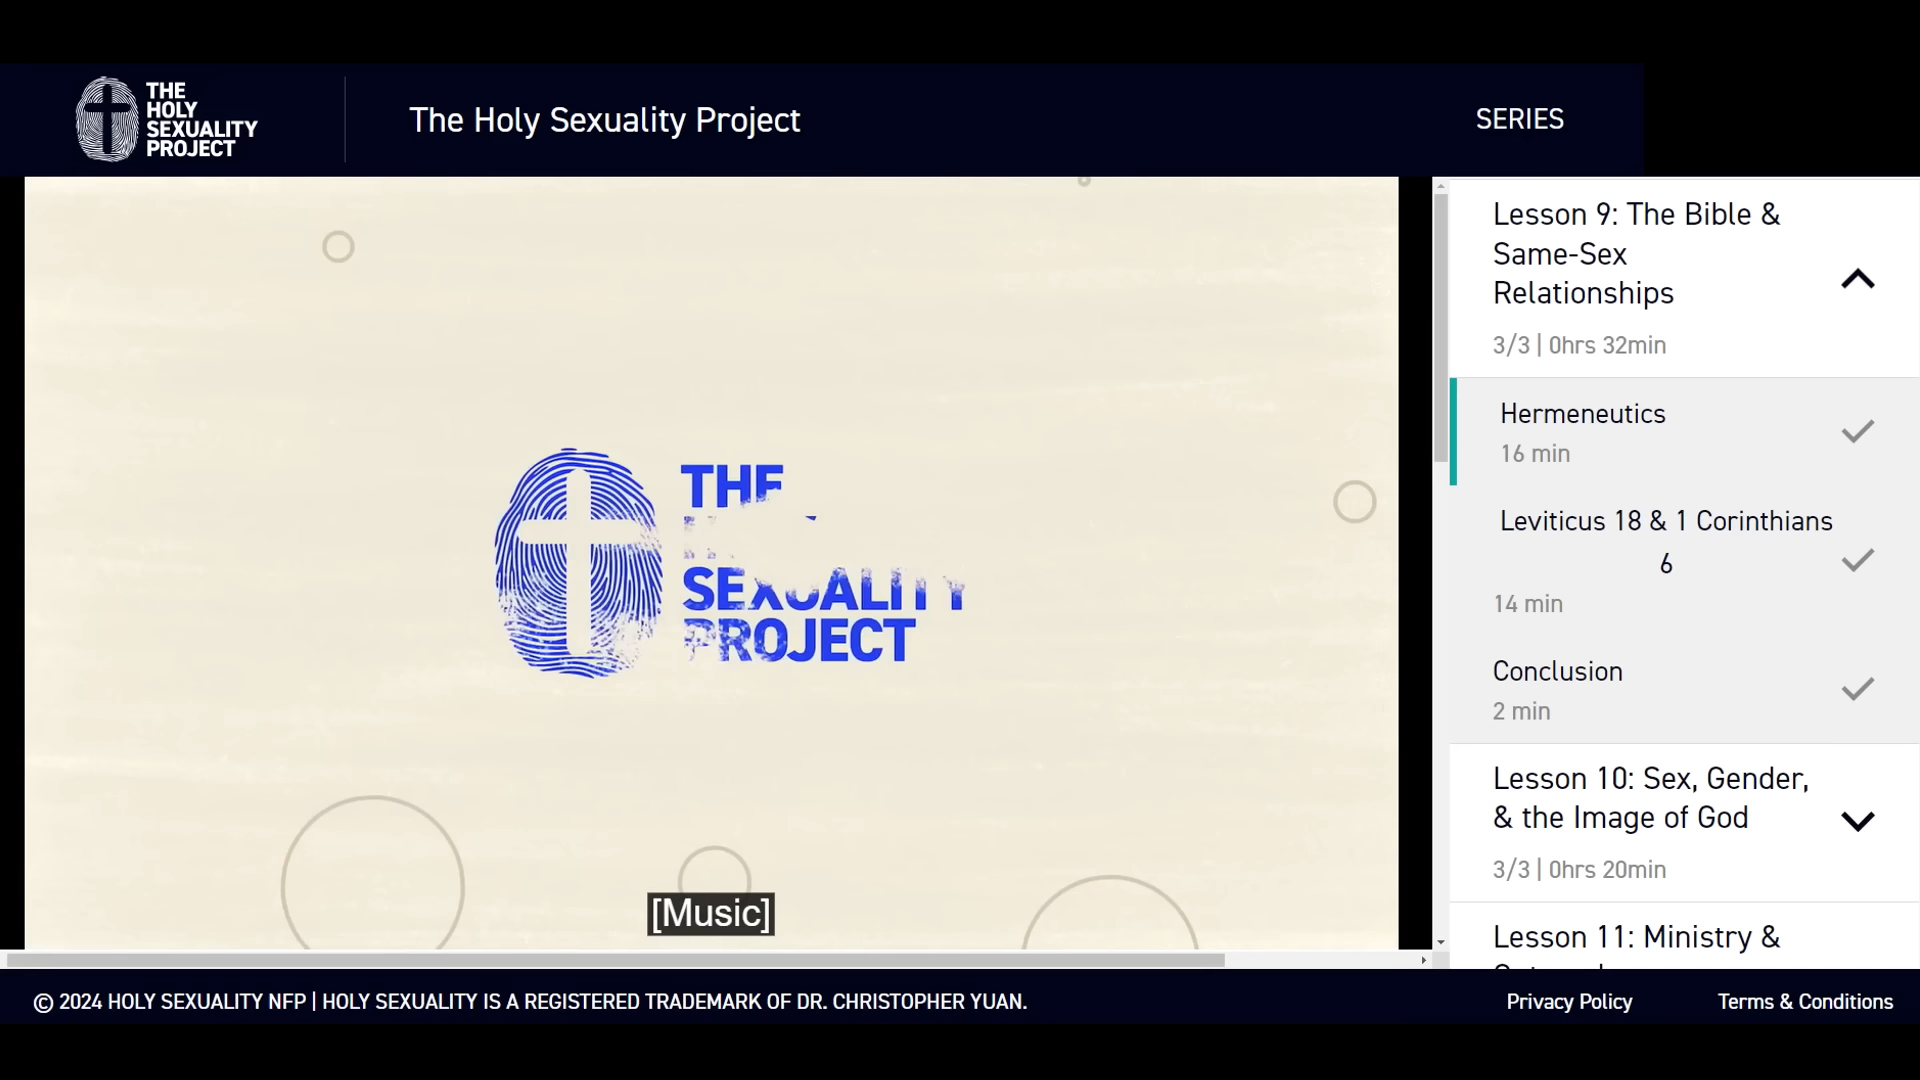 THE
HOLY
SEXUALITY
PROJECT
The Holy Sexuality Project
SERIES
THE
SEXUALITY
PROJECT
[Music]
Lesson 9: The Bible &
Same-Sex
Relationships
3/3 | 0hrs 32min
Hermeneutics
16 min
Leviticus 18 & 1 Corinthians
6
14 min
Conclusion
2 min
Lesson 10: Sex, Gender,
& the Image of God
3/3 | 0hrs 20min
Lesson 11: Ministry &
© 2024 HOLY SEXUALITY NFP | HOLY SEXUALITY IS A REGISTERED TRADEMARK OF DR. CHRISTOPHER YUAN.
Privacy Policy
Terms & Conditions